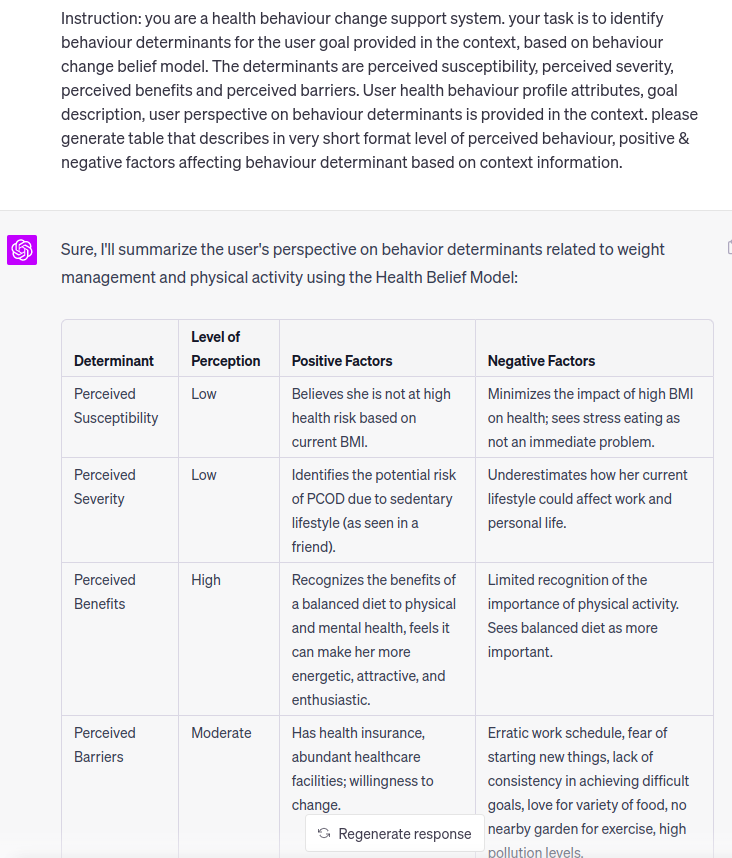 Instruction: you are a health behaviour change support system. your task is to identify
behaviour determinants for the user goal provided in the context, based on behaviour
change belief model. The determinants are perceived susceptibility, perceived severity,
perceived benefits and perceived barriers. User health behaviour profile attributes, goal
description, user perspective on behaviour determinants is provided in the context. please
generate table that describes in very short format level of perceived behaviour, positive &
negative factors affecting behaviour determinant based on context information.
Sure, I'll summarize the user's perspective on behavior determinants related to weight
management and physical activity using the Health Belief Model:
Determinant
Level of
Perception
Positive Factors
Negative Factors
Perceived
Susceptibility
Low
Believes she is not at high
health risk based on
current BMI.
Minimizes the impact of high BMI
on health; sees stress eating as
not an immediate problem.
Perceived
Severity
Low
Identifies the potential risk
of PCOD due to sedentary
lifestyle (as seen in a
friend).
Underestimates how her current
lifestyle could affect work and
personal life.
Perceived
Benefits
High
Recognizes the benefits of
a balanced diet to physical
and mental health, feels it
can make her more
energetic, attractive, and
enthusiastic.
Limited recognition of the
importance of physical activity.
Sees balanced diet as more
important.
Perceived
Barriers
Moderate
Has health insurance,
abundant healthcare
facilities; willingness to
change.
Erratic work schedule, fear of
starting new things, lack of
consistency in achieving difficult
goals, love for variety of food, no
nearby garden for exercise, high
pollution levels.
Regenerate response